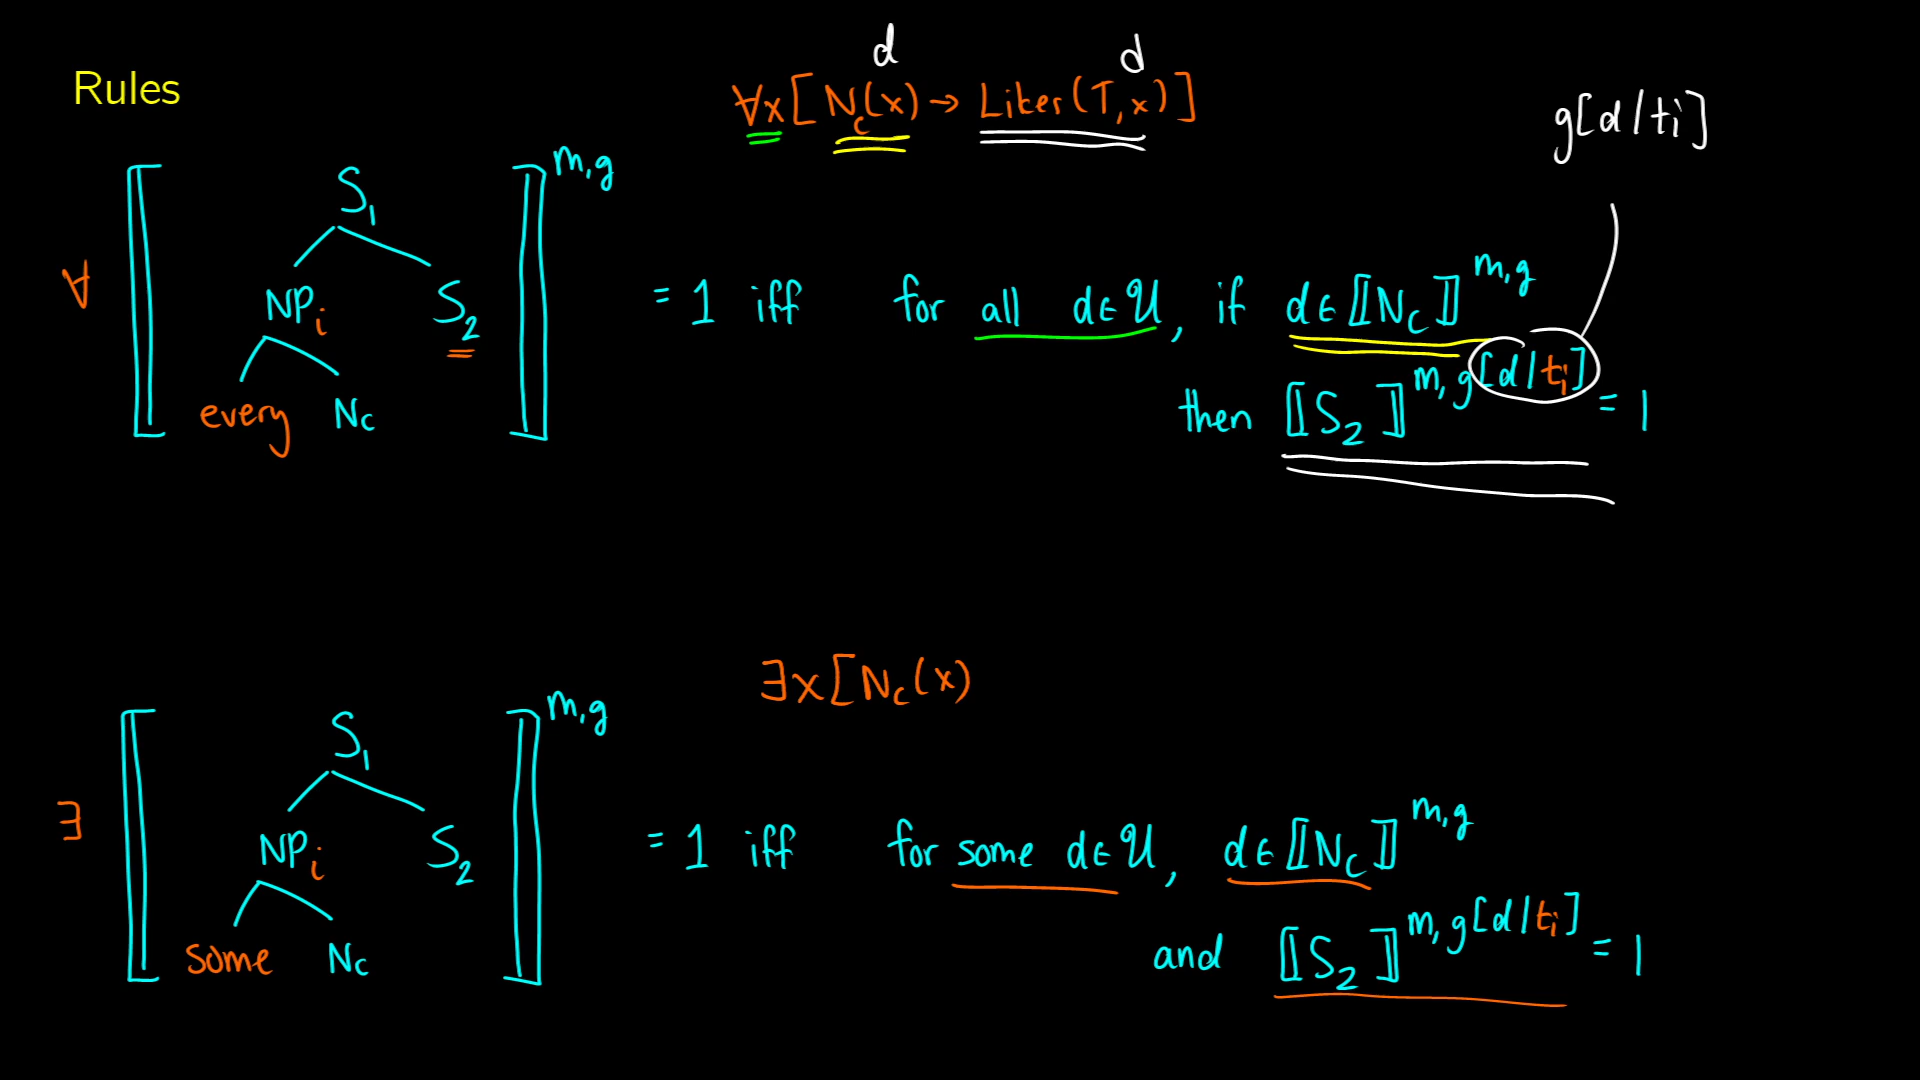 Rules
d d
∀x[N_c(x) → Likes(T,x)]
g[d/t_i]
∀ ⟦ S_1 ⟧^{m,g}
NP_i S_2
every N_c
= 1 iff for all d∈U, if d∈⟦N_c⟧^{m,g}
then ⟦S_2⟧^{m,g[d/t_i]} = 1
∃x[N_c(x)
∃ ⟦ S_1 ⟧^{m,g}
NP_i S_2
some N_c
= 1 iff for some d∈U, d∈⟦N_c⟧^{m,g}
and ⟦S_2⟧^{m,g[d/t_i]} = 1